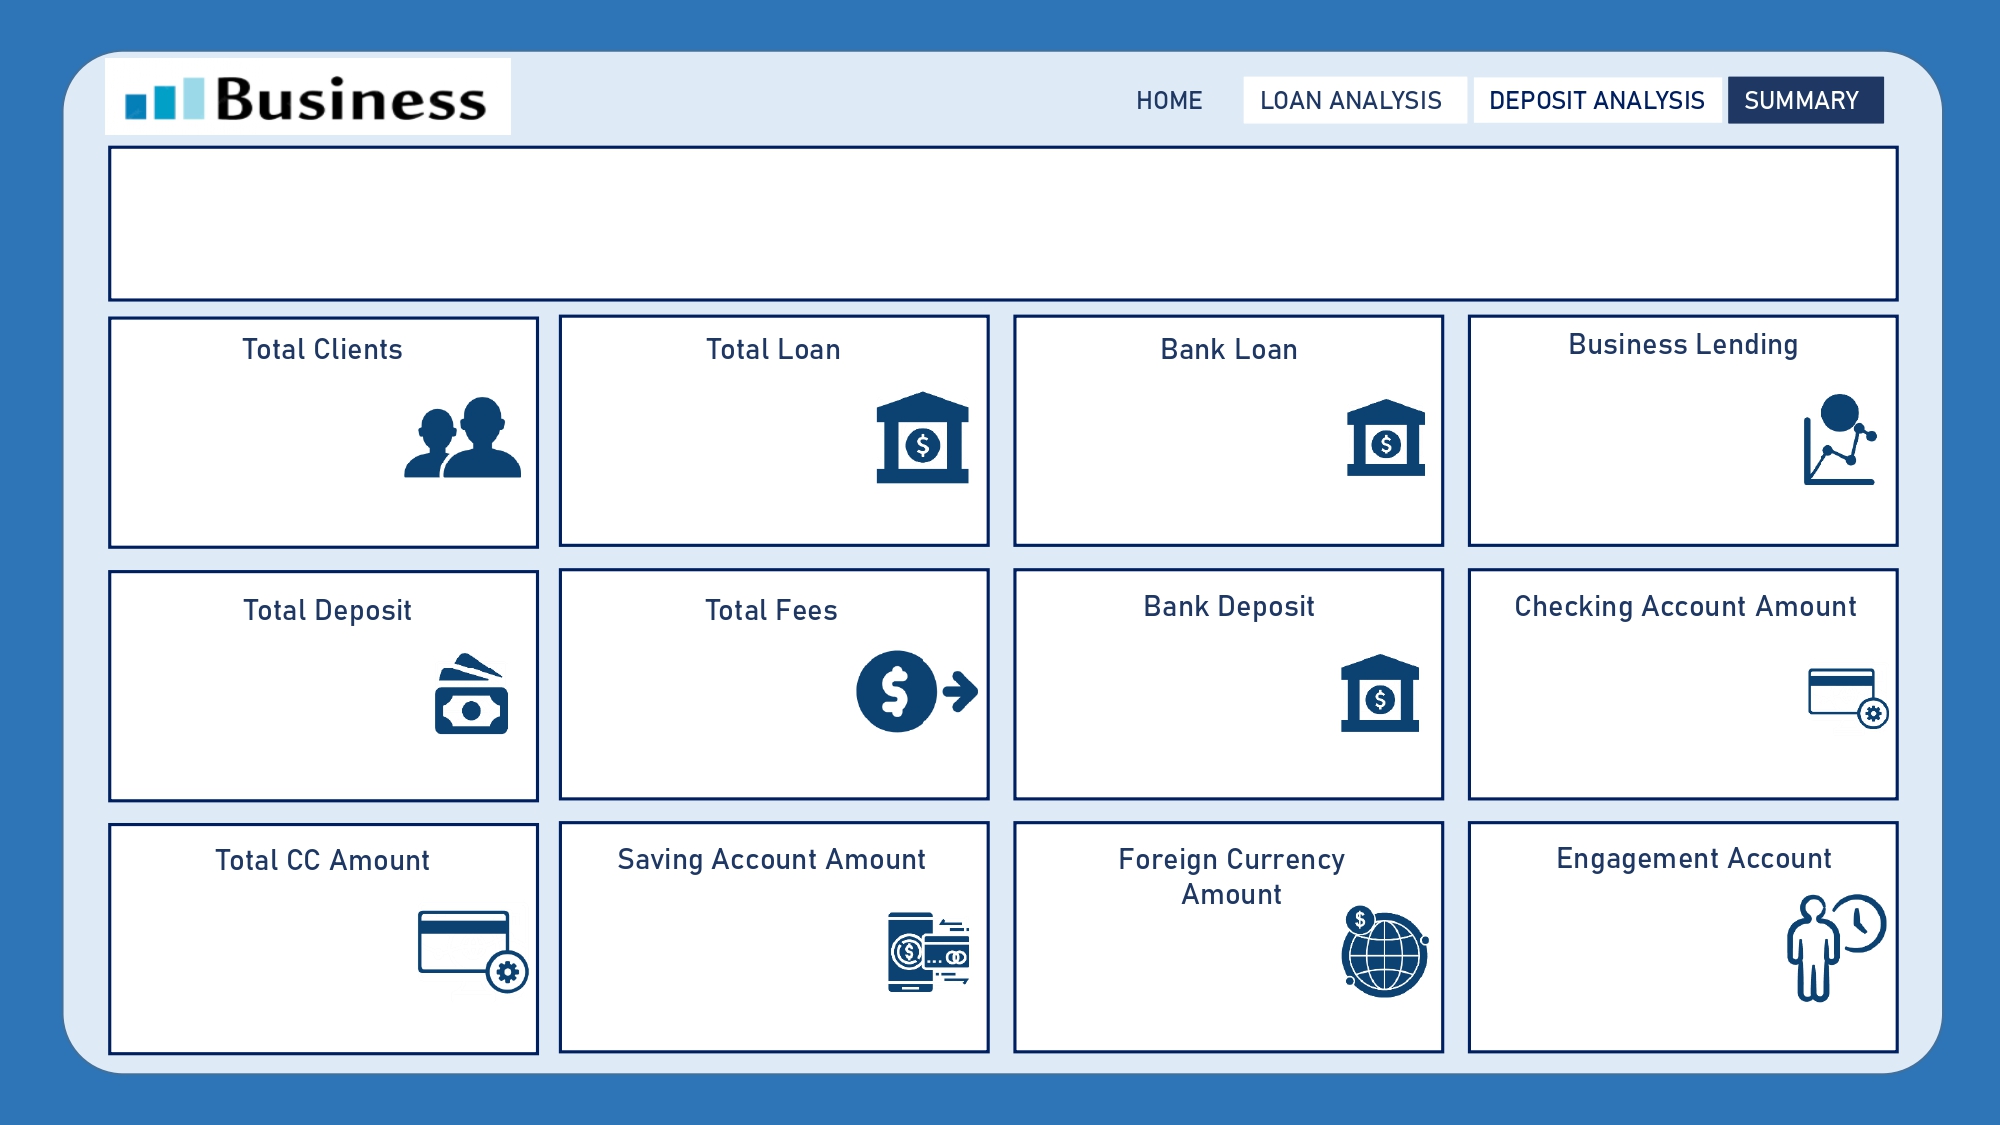 Business
HOME
LOAN ANALYSIS
DEPOSIT ANALYSIS
SUMMARY
Total Clients
Total Loan
Bank Loan
Business Lending
$
$
Total Deposit
Total Fees
Bank Deposit
Checking Account Amount
$
$
Total CC Amount
Saving Account Amount
Foreign Currency
Amount
Engagement Account
$
$